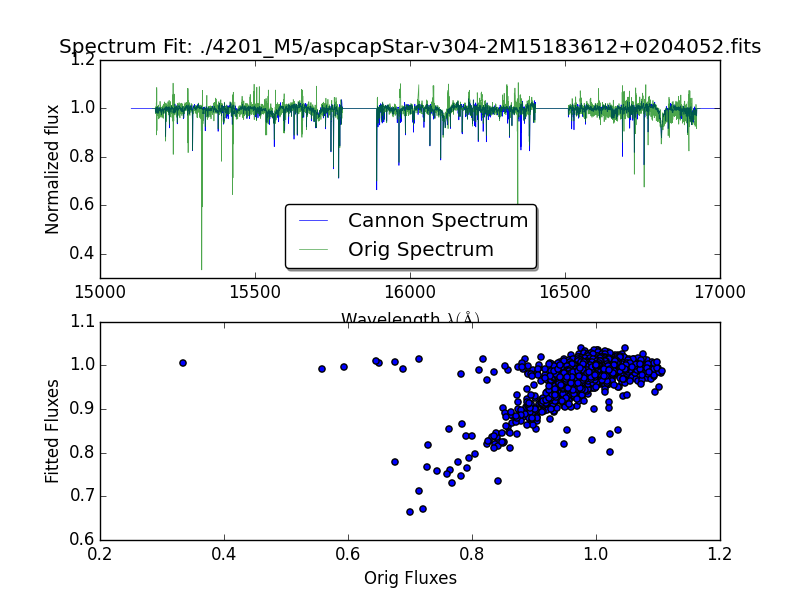 Spectrum Fit: ./4201_M5/aspcapStar-v304-2M15183612+0204052.fits
Normalized flux
1.2
1.0
0.8
0.6
0.4
Cannon Spectrum
Orig Spectrum
15000 15500 16000 16500 17000
Wavelength λ(Å)
Fitted Fluxes
1.1
1.0
0.9
0.8
0.7
0.6
0.2 0.4 0.6 0.8 1.0 1.2
Orig Fluxes